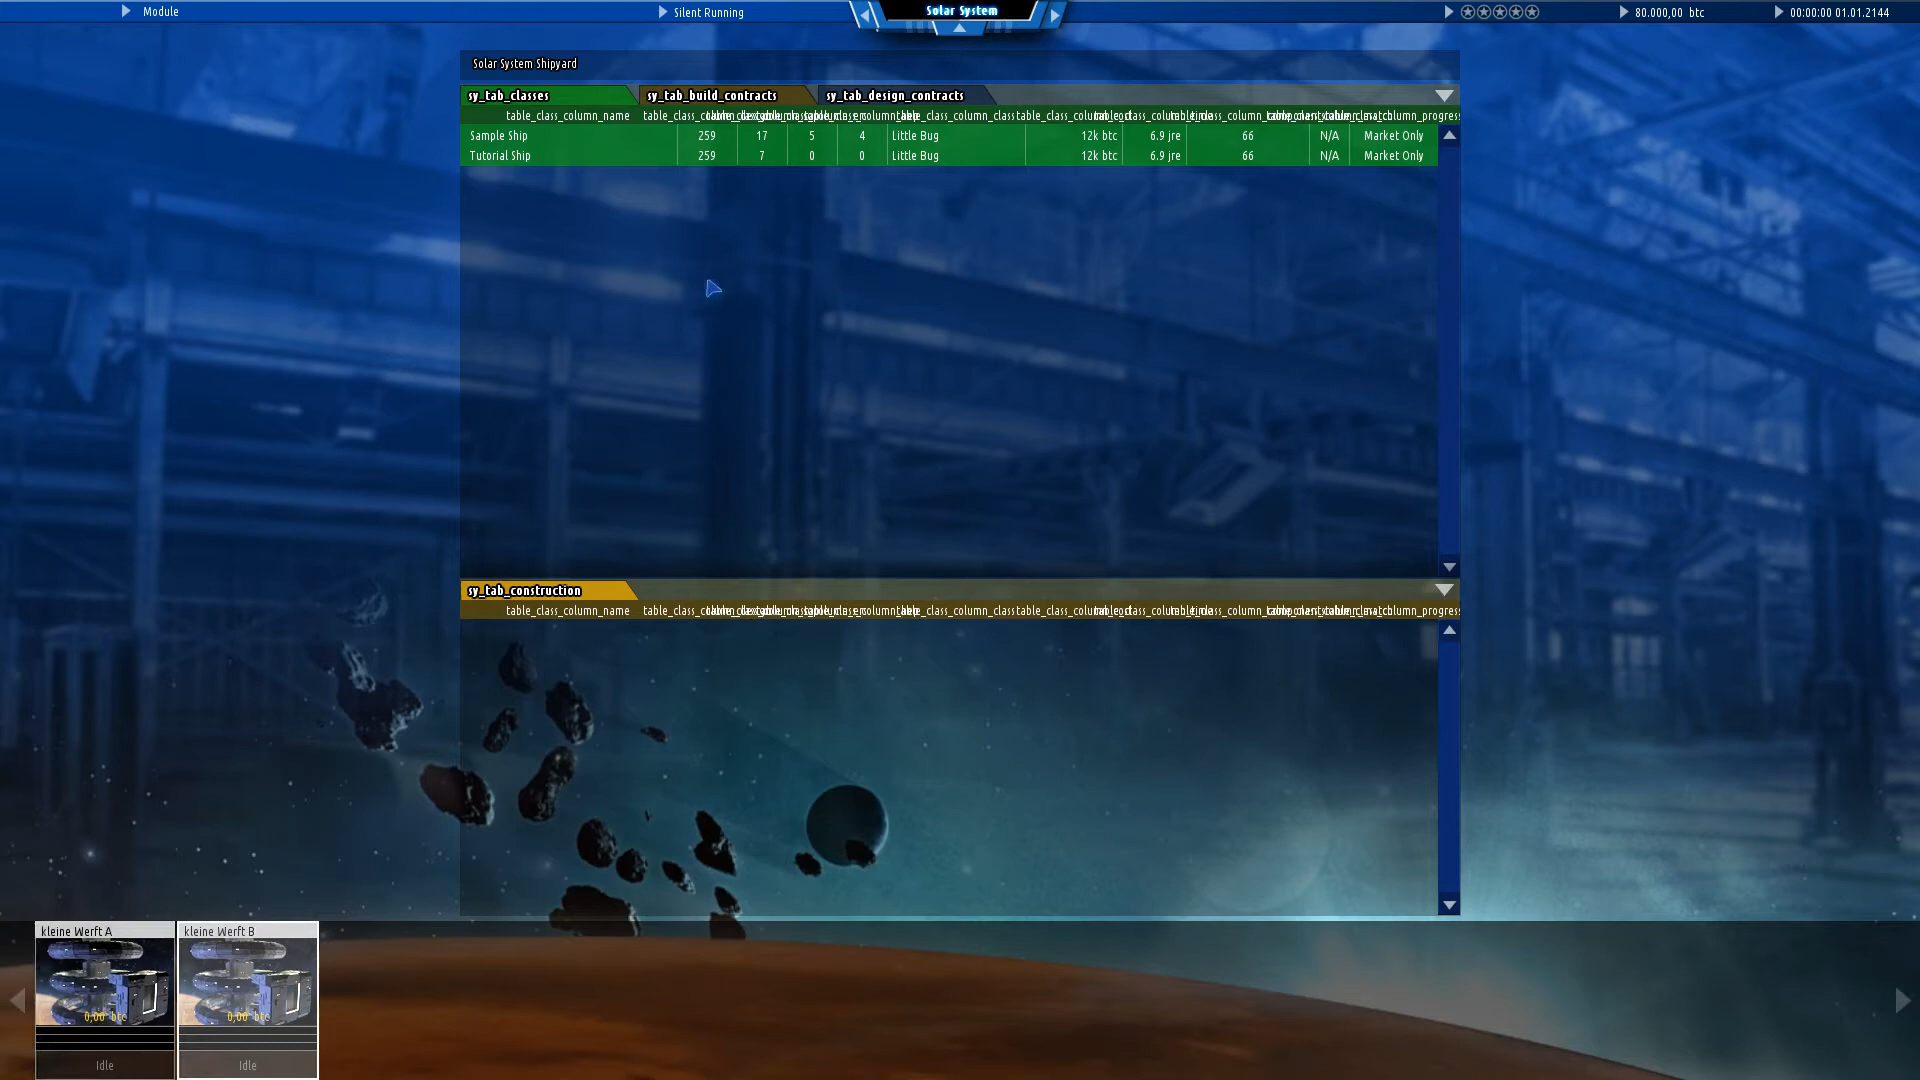 Module
Silent Running
Solar System
80.000,00 btc
00:00:00 01.01.2144
Solar System Shipyard
sy_tab_classes
sy_tab_build_contracts
sy_tab_design_contracts
table_class_column_name
Sample Ship 259 17 5 4 Little Bug 12k btc 6.9 jre 66 N/A Market Only
Tutorial Ship 259 7 0 0 Little Bug 12k btc 6.9 jre 66 N/A Market Only
sy_tab_construction
table_class_column_name
kleine Werft A
kleine Werft B
0,00 btc
0,00 btc
Idle
Idle